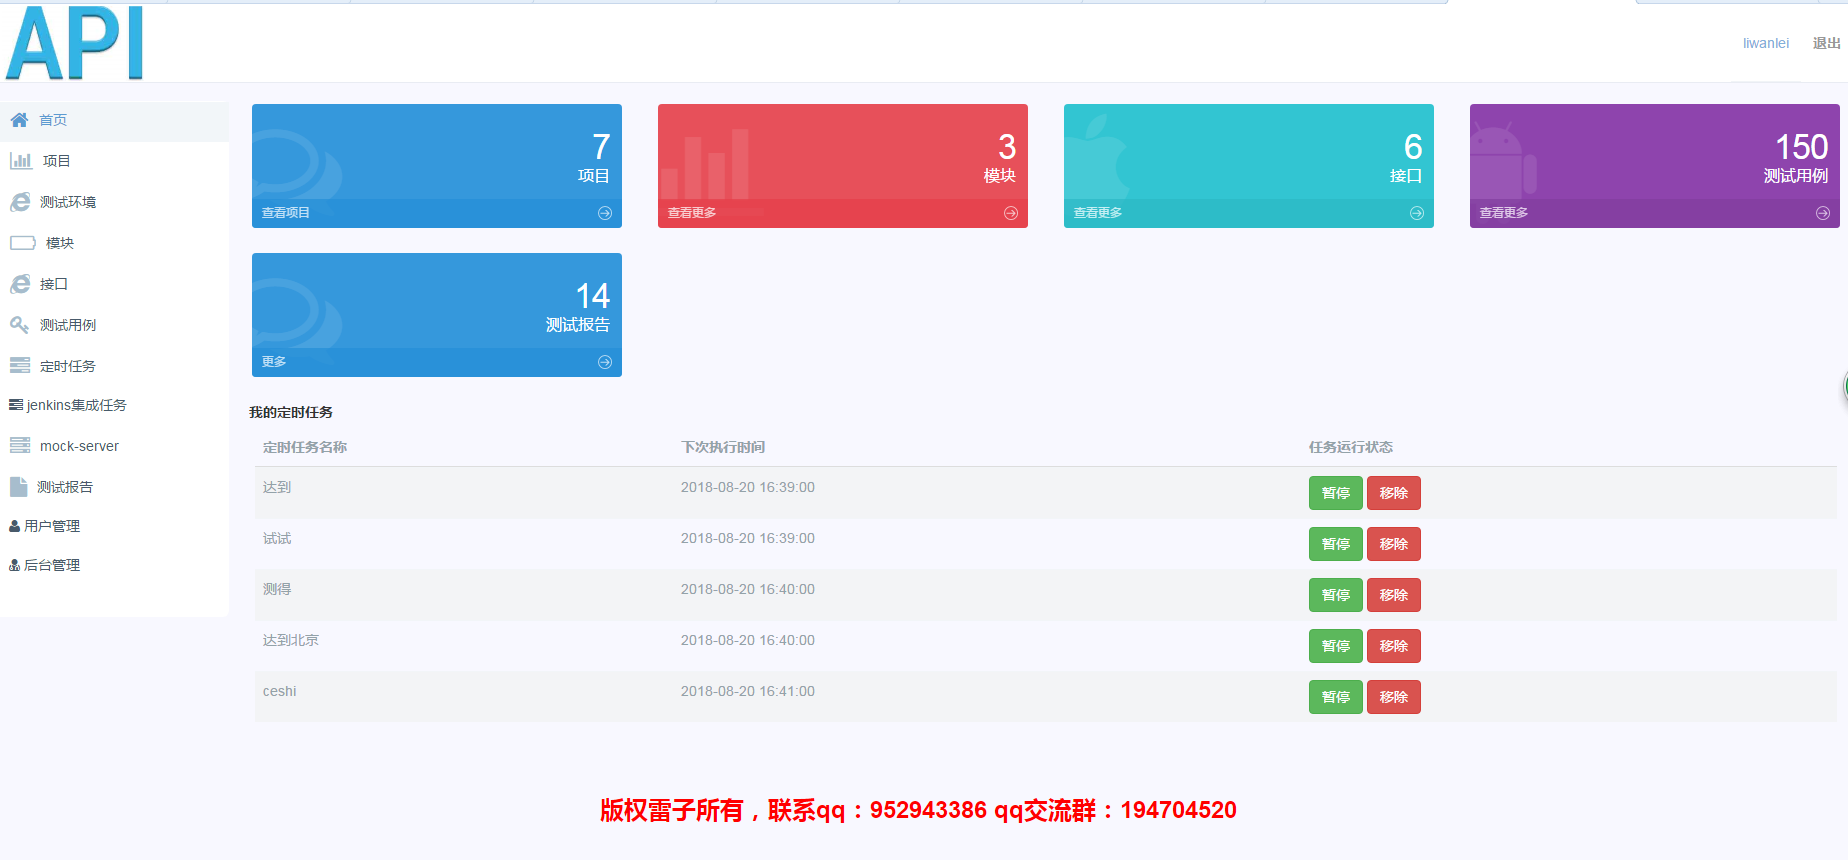 API
liwanlei 退出
首页
项目
测试环境
模块
接口
测试用例
定时任务
jenkins集成任务
mock-server
测试报告
用户管理
后台管理
7
项目
查看项目
3
模块
查看更多
6
接口
查看更多
150
测试用例
查看更多
14
测试报告
更多
我的定时任务
定时任务名称 下次执行时间 任务运行状态
达到 2018-08-20 16:39:00 暂停 移除
试试 2018-08-20 16:39:00 暂停 移除
测得 2018-08-20 16:40:00 暂停 移除
达到北京 2018-08-20 16:40:00 暂停 移除
ceshi 2018-08-20 16:41:00 暂停 移除
版权雷子所有，联系qq：952943386 qq交流群：194704520